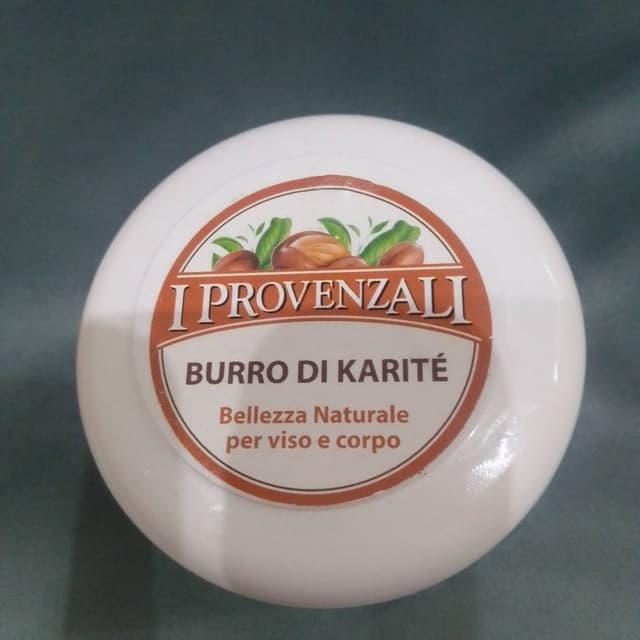 I PROVENZALI
BURRO DI KARITÉ
Bellezza Naturale
per viso e corpo